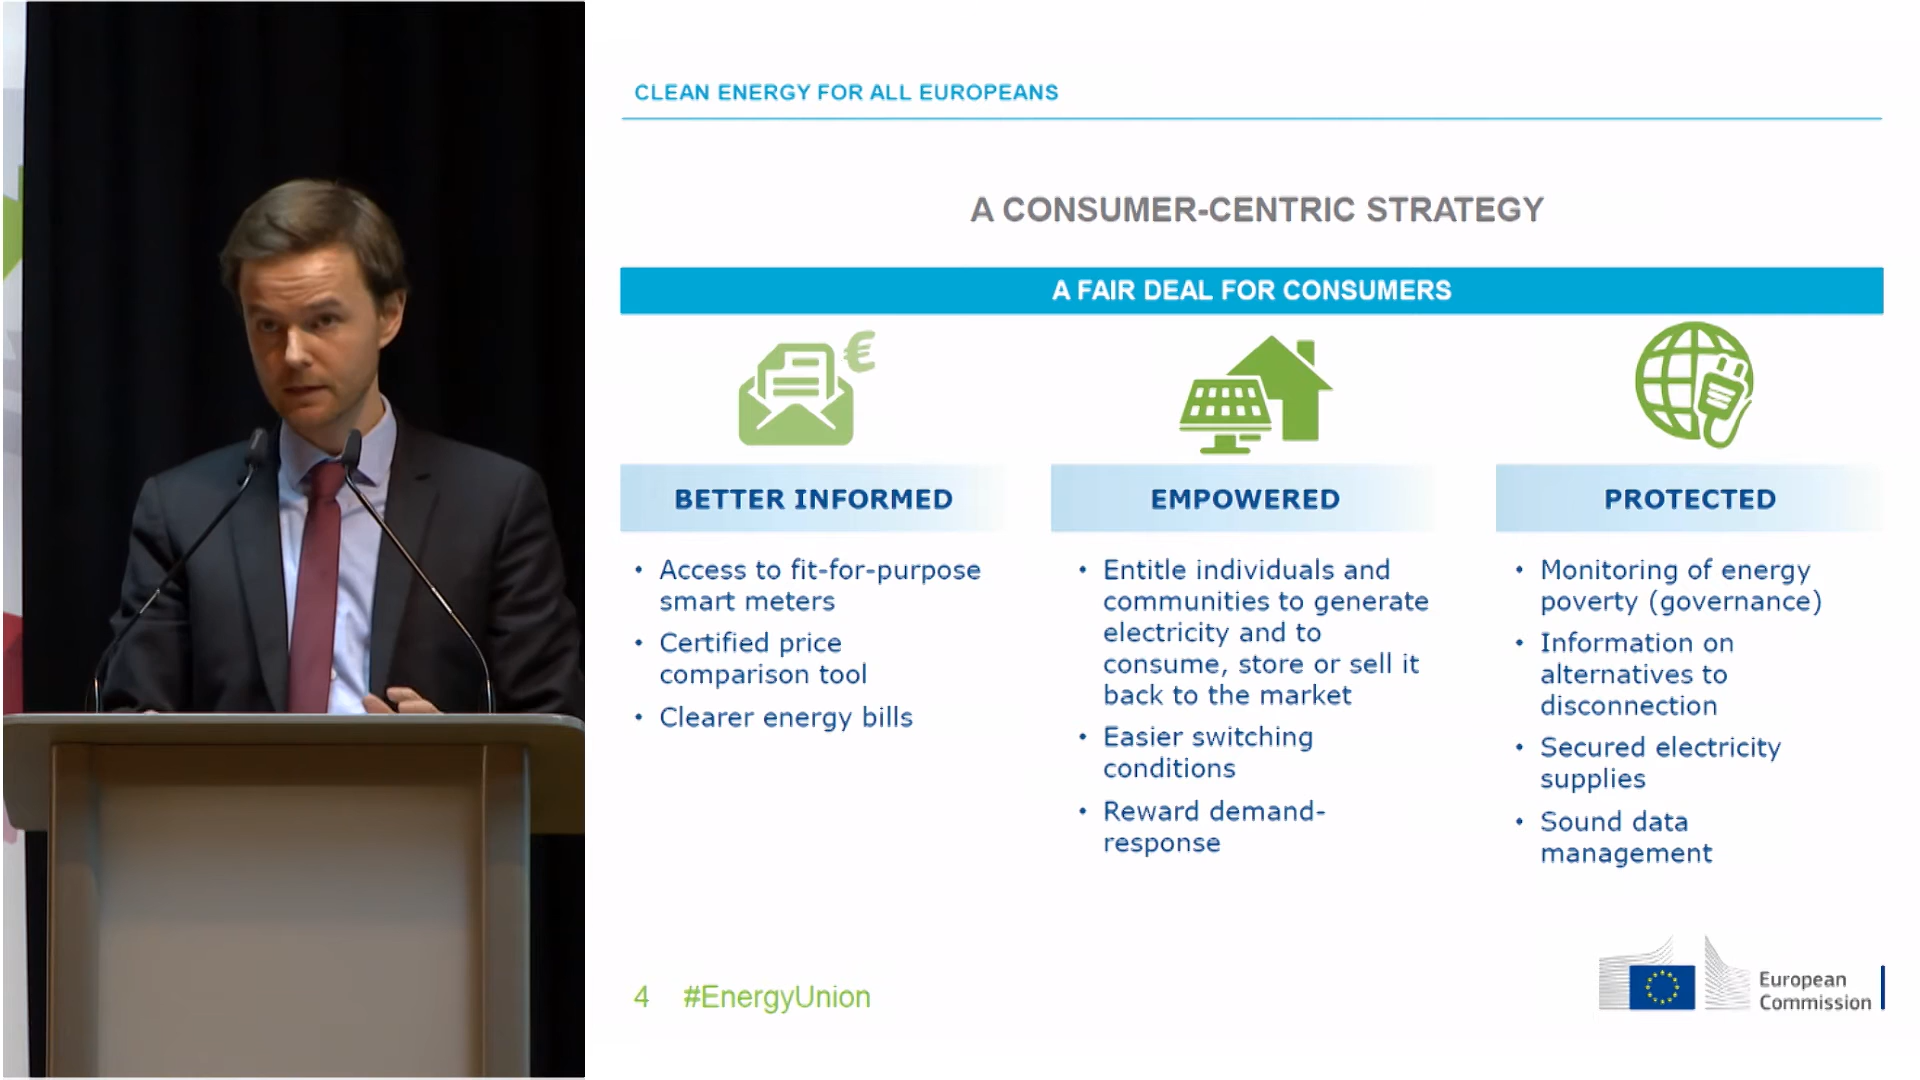 CLEAN ENERGY FOR ALL EUROPEANS
A CONSUMER-CENTRIC STRATEGY
A FAIR DEAL FOR CONSUMERS
€
BETTER INFORMED
• Access to fit-for-purpose
smart meters
• Certified price
comparison tool
• Clearer energy bills
EMPOWERED
• Entitle individuals and
communities to generate
electricity and to
consume, store or sell it
back to the market
• Easier switching
conditions
• Reward demand-
response
PROTECTED
• Monitoring of energy
poverty (governance)
• Information on
alternatives to
disconnection
• Secured electricity
supplies
• Sound data
management
4 #EnergyUnion
European
Commission